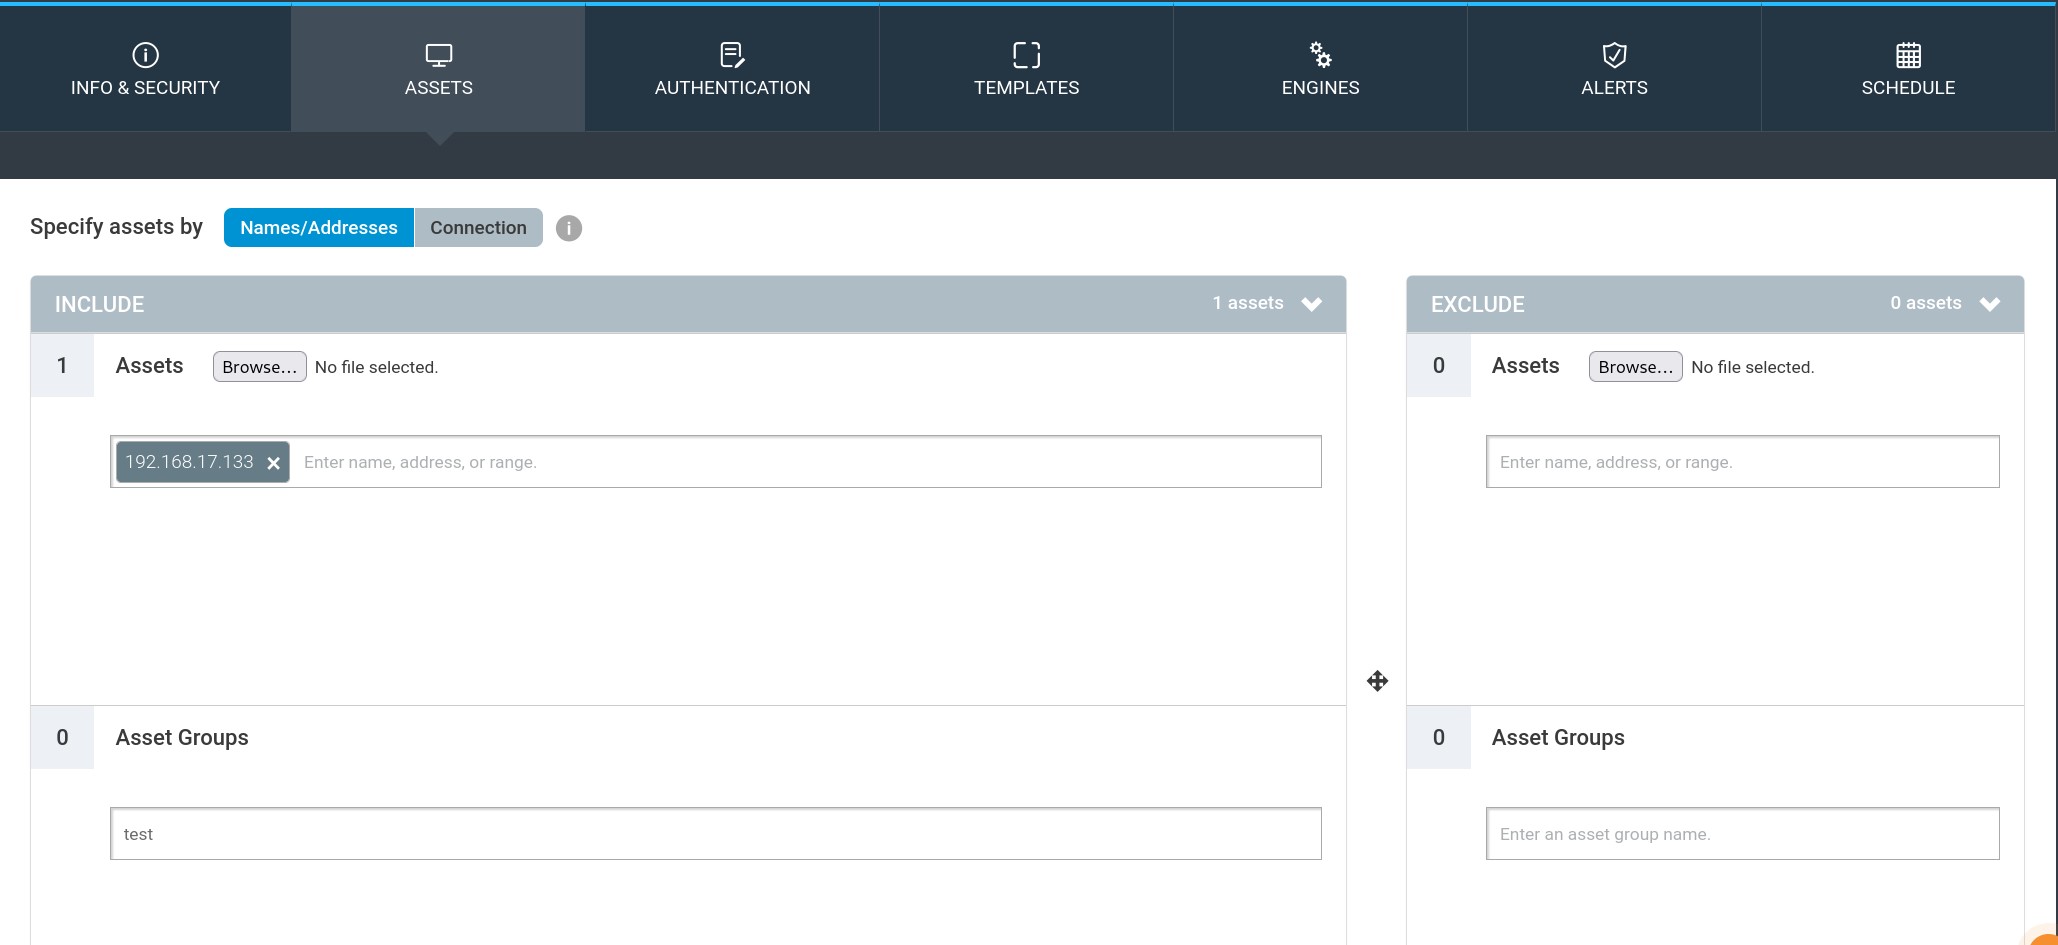 INFO & SECURITY
ASSETS
AUTHENTICATION
TEMPLATES
ENGINES
ALERTS
SCHEDULE
Specify assets by Names/Addresses Connection
INCLUDE 1 assets
1 Assets Browse... No file selected.
192.168.17.133 Enter name, address, or range.
0 Asset Groups
test
EXCLUDE 0 assets
0 Assets Browse... No file selected.
Enter name, address, or range.
0 Asset Groups
Enter an asset group name.